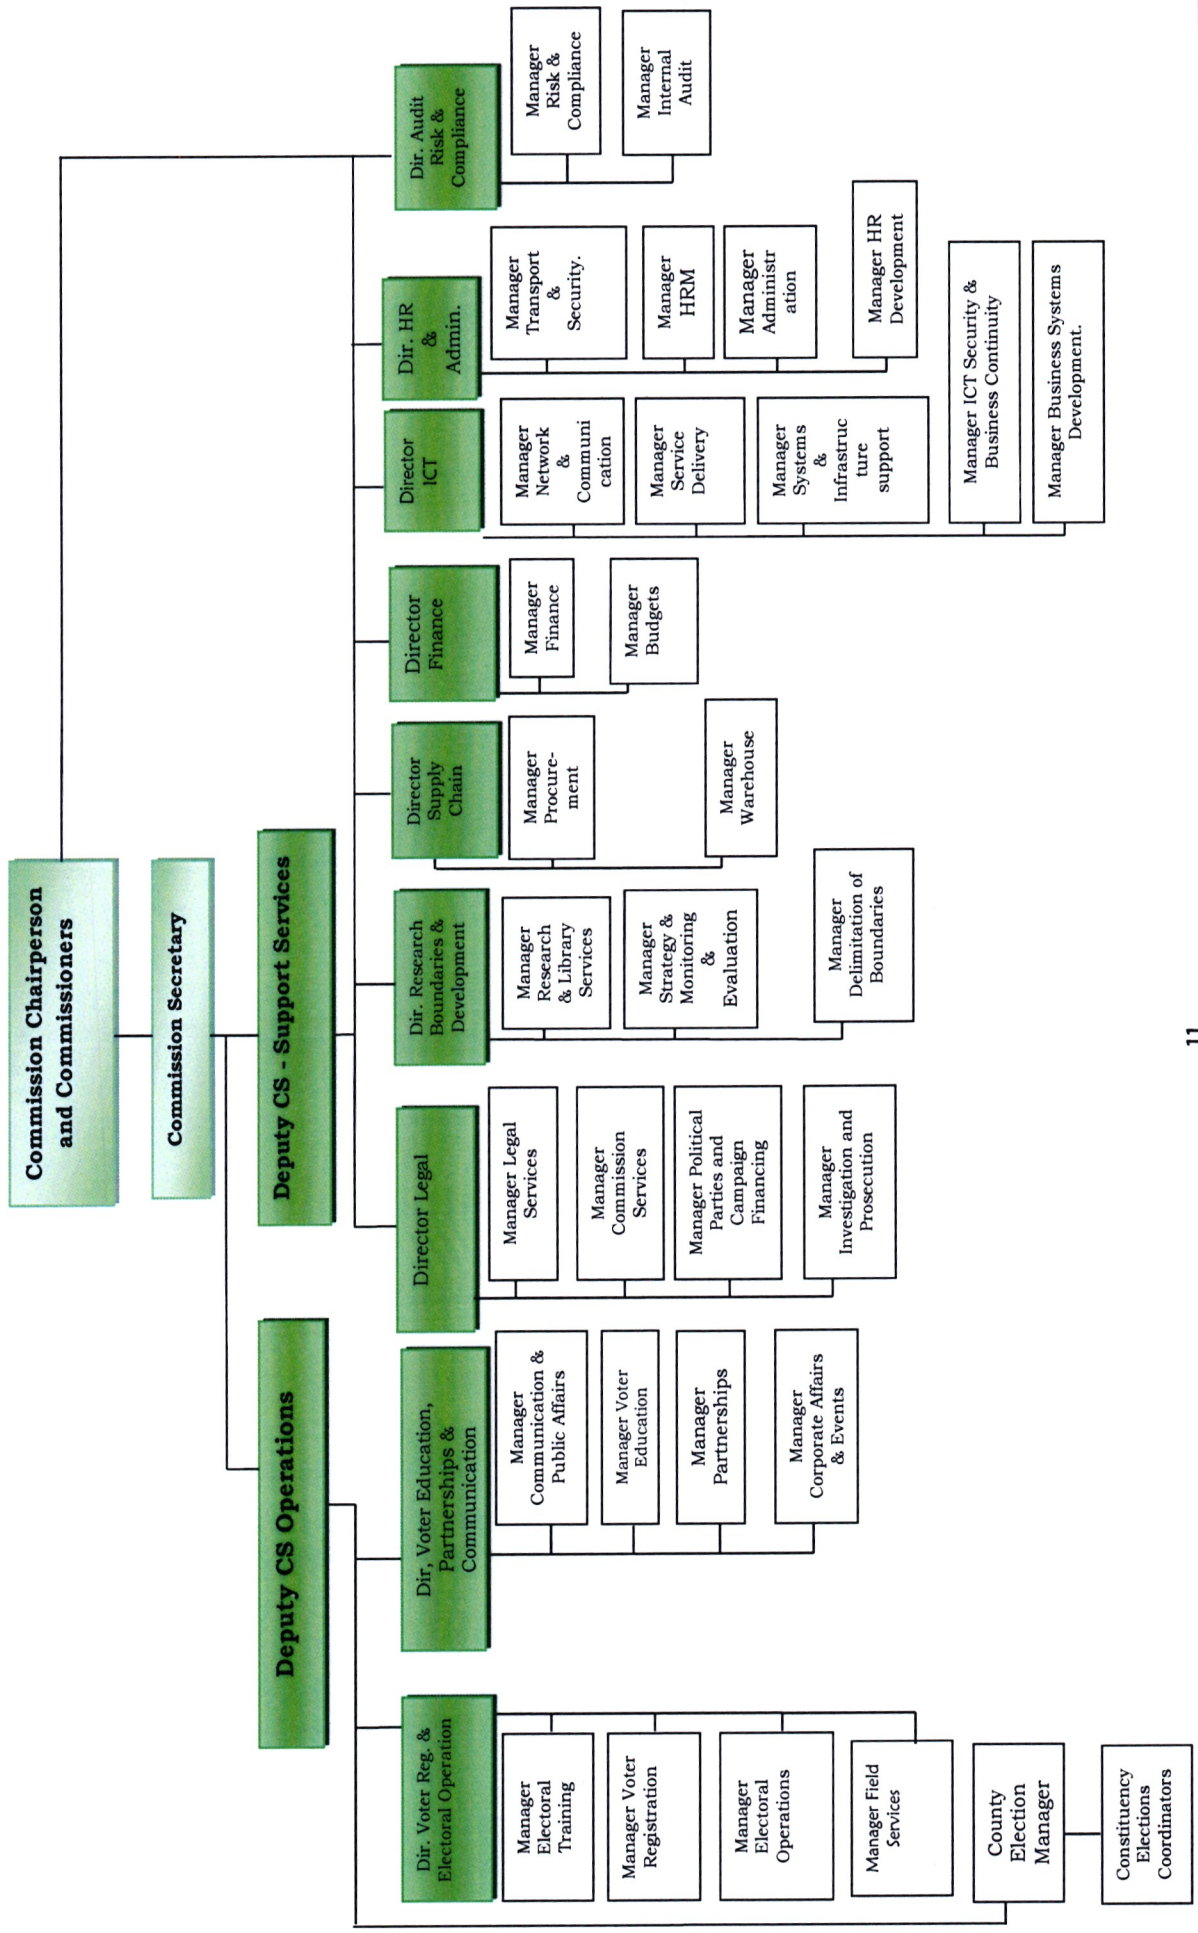 Commission Chairperson
and Commissioners
Commission Secretary
Deputy CS Operations
Deputy CS - Support Services
Dir. Voter Reg. &
Electoral Operation
Manager
Electoral
Training
Manager Voter
Registration
Manager
Electoral
Operations
Manager Field
Services
County
Election
Manager
Constituency
Elections
Coordinators
Dir, Voter Education,
Partnerships &
Communication
Manager
Communication &
Public Affairs
Manager Voter
Education
Manager
Partnerships
Manager
Corporate Affairs
& Events
Director Legal
Manager Legal
Services
Manager
Commission
Services
Manager Political
Parties and
Campaign
Financing
Manager
Investigation and
Prosecution
Dir. Research
Boundaries &
Development
Manager
Research
& Library
Services
Manager
Strategy &
Monitoring
&
Evaluation
Manager
Delimitation of
Boundaries
Director
Supply
Chain
Manager
Procure-
ment
Manager
Warehouse
Director
Finance
Manager
Finance
Manager
Budgets
Director
ICT
Manager
Network
&
Communi
cation
Manager
Service
Delivery
Manager
Systems
&
Infrastruc
ture
support
Manager ICT Security &
Business Continuity
Manager Business Systems
Development.
Dir. HR
&
Admin.
Manager
Transport
&
Security.
Manager
HRM
Manager
Administr
ation
Manager HR
Development
Dir. Audit
Risk &
Compliance
Manager
Risk &
Compliance
Manager
Internal
Audit
11